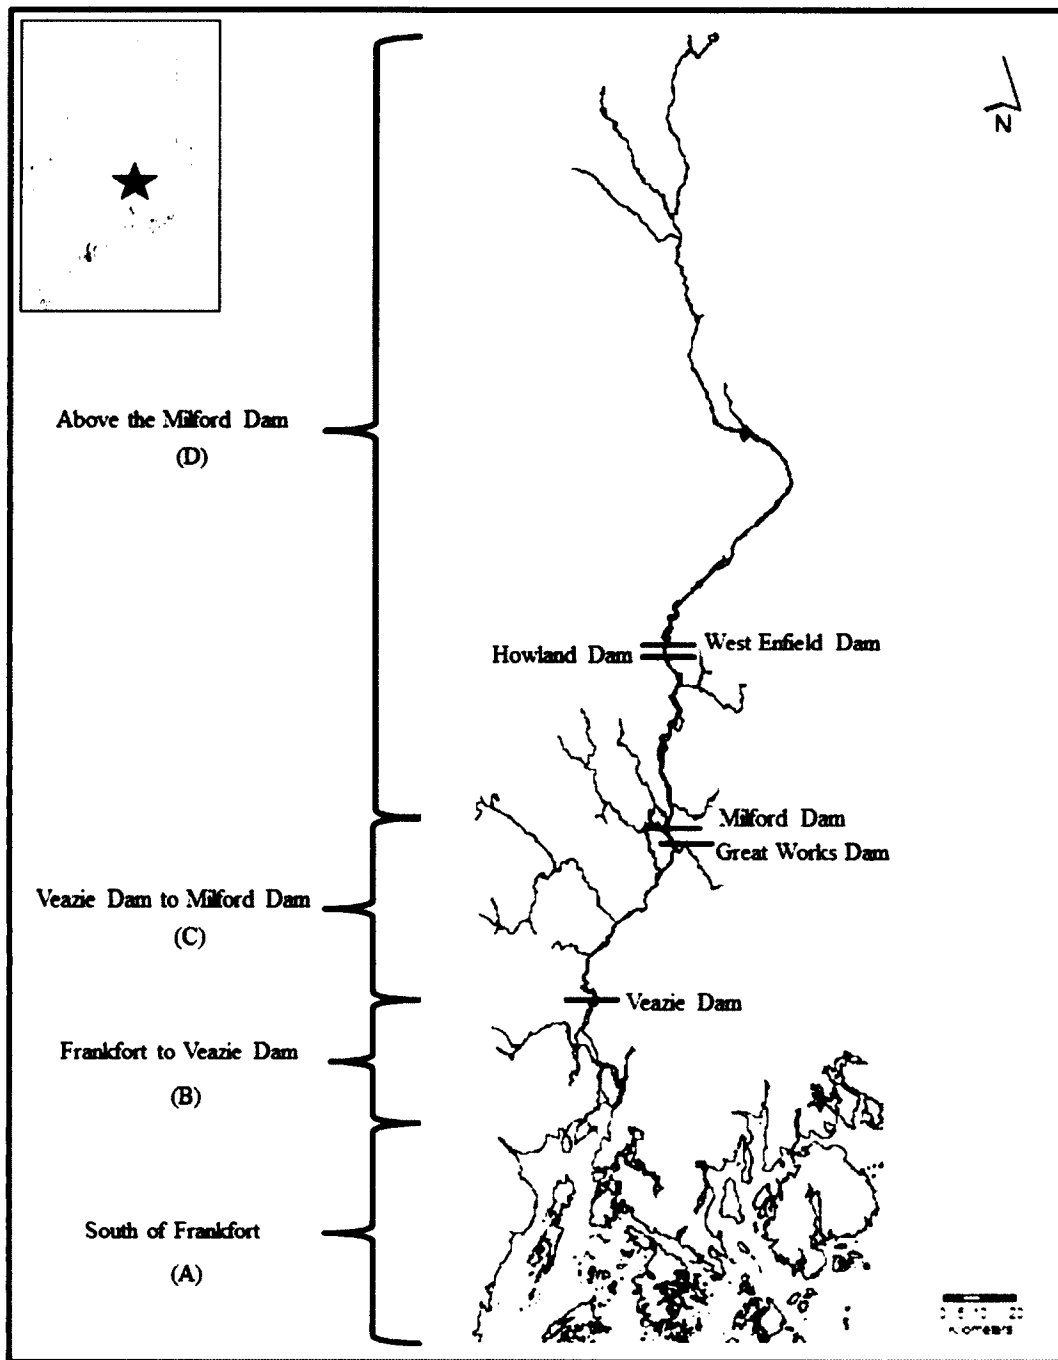 N
Above the Milford Dam
(D)
West Enfield Dam
Howland Dam
Milford Dam
Great Works Dam
Veazie Dam to Milford Dam
(C)
Veazie Dam
Frankfort to Veazie Dam
(B)
South of Frankfort
(A)